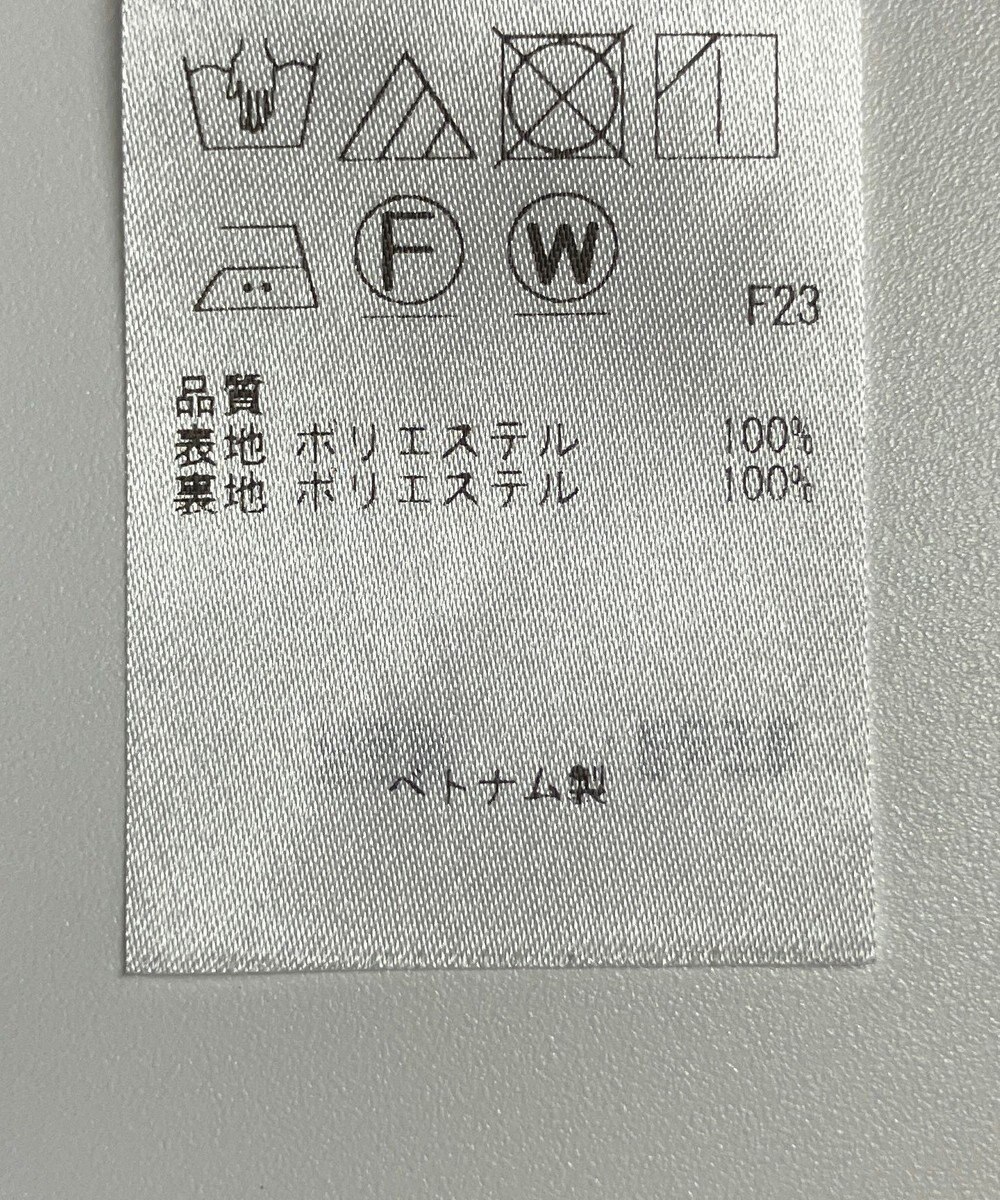 F W
F23
品質
表地 ポリエステル 100%
裏地 ポリエステル 100%
ベトナム製